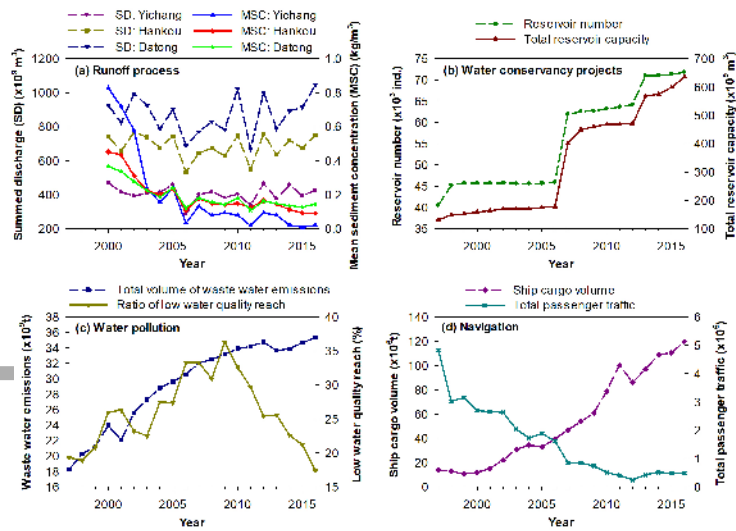 SD: Yichang
MSC: Yichang
SD: Hankou
MSC: Hankou
SD: Datong
MSC: Datong
Reservoir number
Total reservoir capacity
(a) Runoff process
(b) Water conservancy projects
Summed discharge (SD) (x10⁹ m³)
1200
1000
800
600
400
200
Mean sediment concentration (MSC) (kg/m³)
1.0
0.8
0.6
0.4
0.2
0.0
2000
2005
2010
2015
Year
Reservoir number (x10³ ind.)
75
70
65
60
55
50
45
40
35
Total reservoir capacity (x10⁹ m³)
700
600
500
400
300
200
100
2000
2005
2010
2015
Year
Total volume of waste water emissions
Ratio of low water quality reach
Ship cargo volume
Total passenger traffic
(c) Water pollution
(d) Navigation
Waste water emissions (x10⁹t)
38
36
34
32
30
28
26
24
22
20
18
16
Low water quality reach (%)
40
35
30
25
20
15
2000
2005
2010
2015
Year
Ship cargo volume
140
120
100
80
60
40
20
0
Total passenger traffic
6
5
4
3
2
1
0
2000
2005
2010
2015
Year